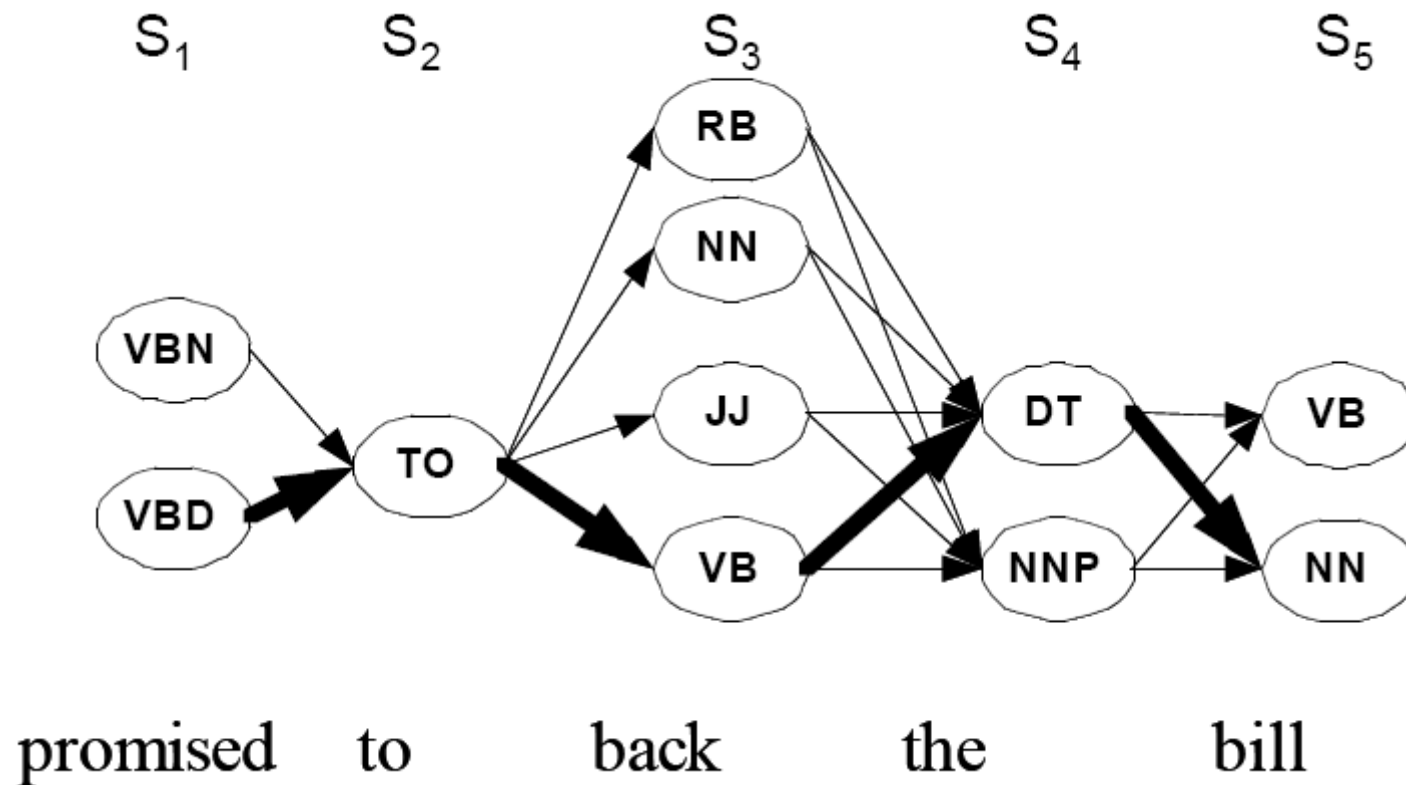 S₁ S₂ S₃ S₄ S₅
RB
NN
VBN
JJ DT VB
TO
VBD
VB NNP NN
promised to back the bill